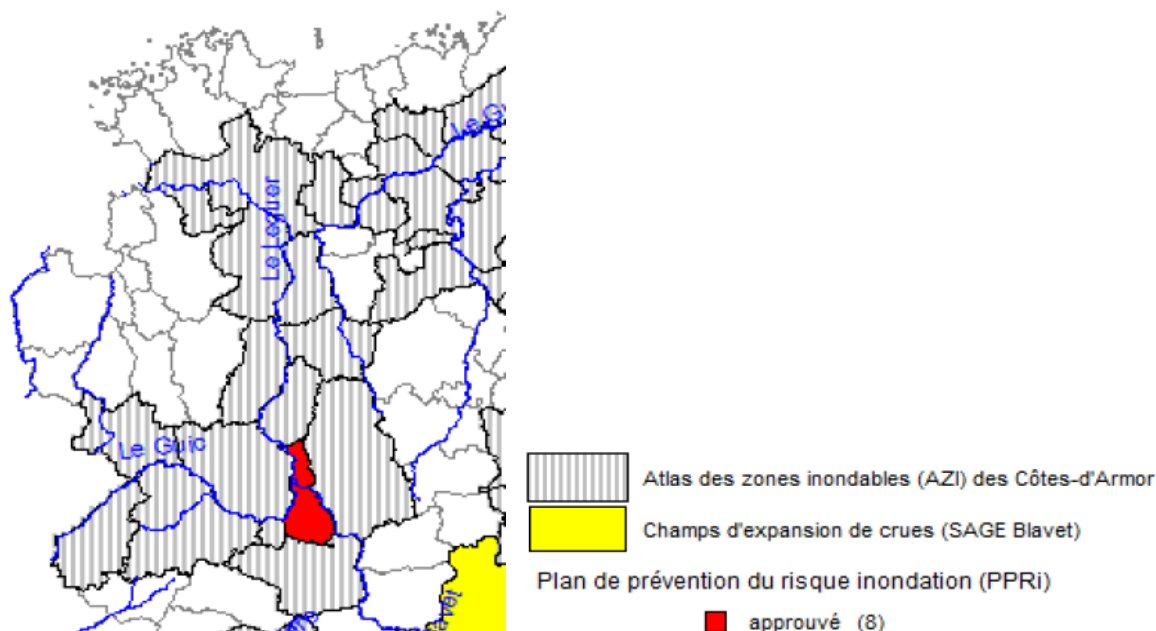 Le Leguer
Le Guic
Atlas des zones inondables (AZI) des Côtes-d'Armor
Champs d'expansion de crues (SAGE Blavet)
Plan de prévention du risque inondation (PPRi)
approuvé (8)